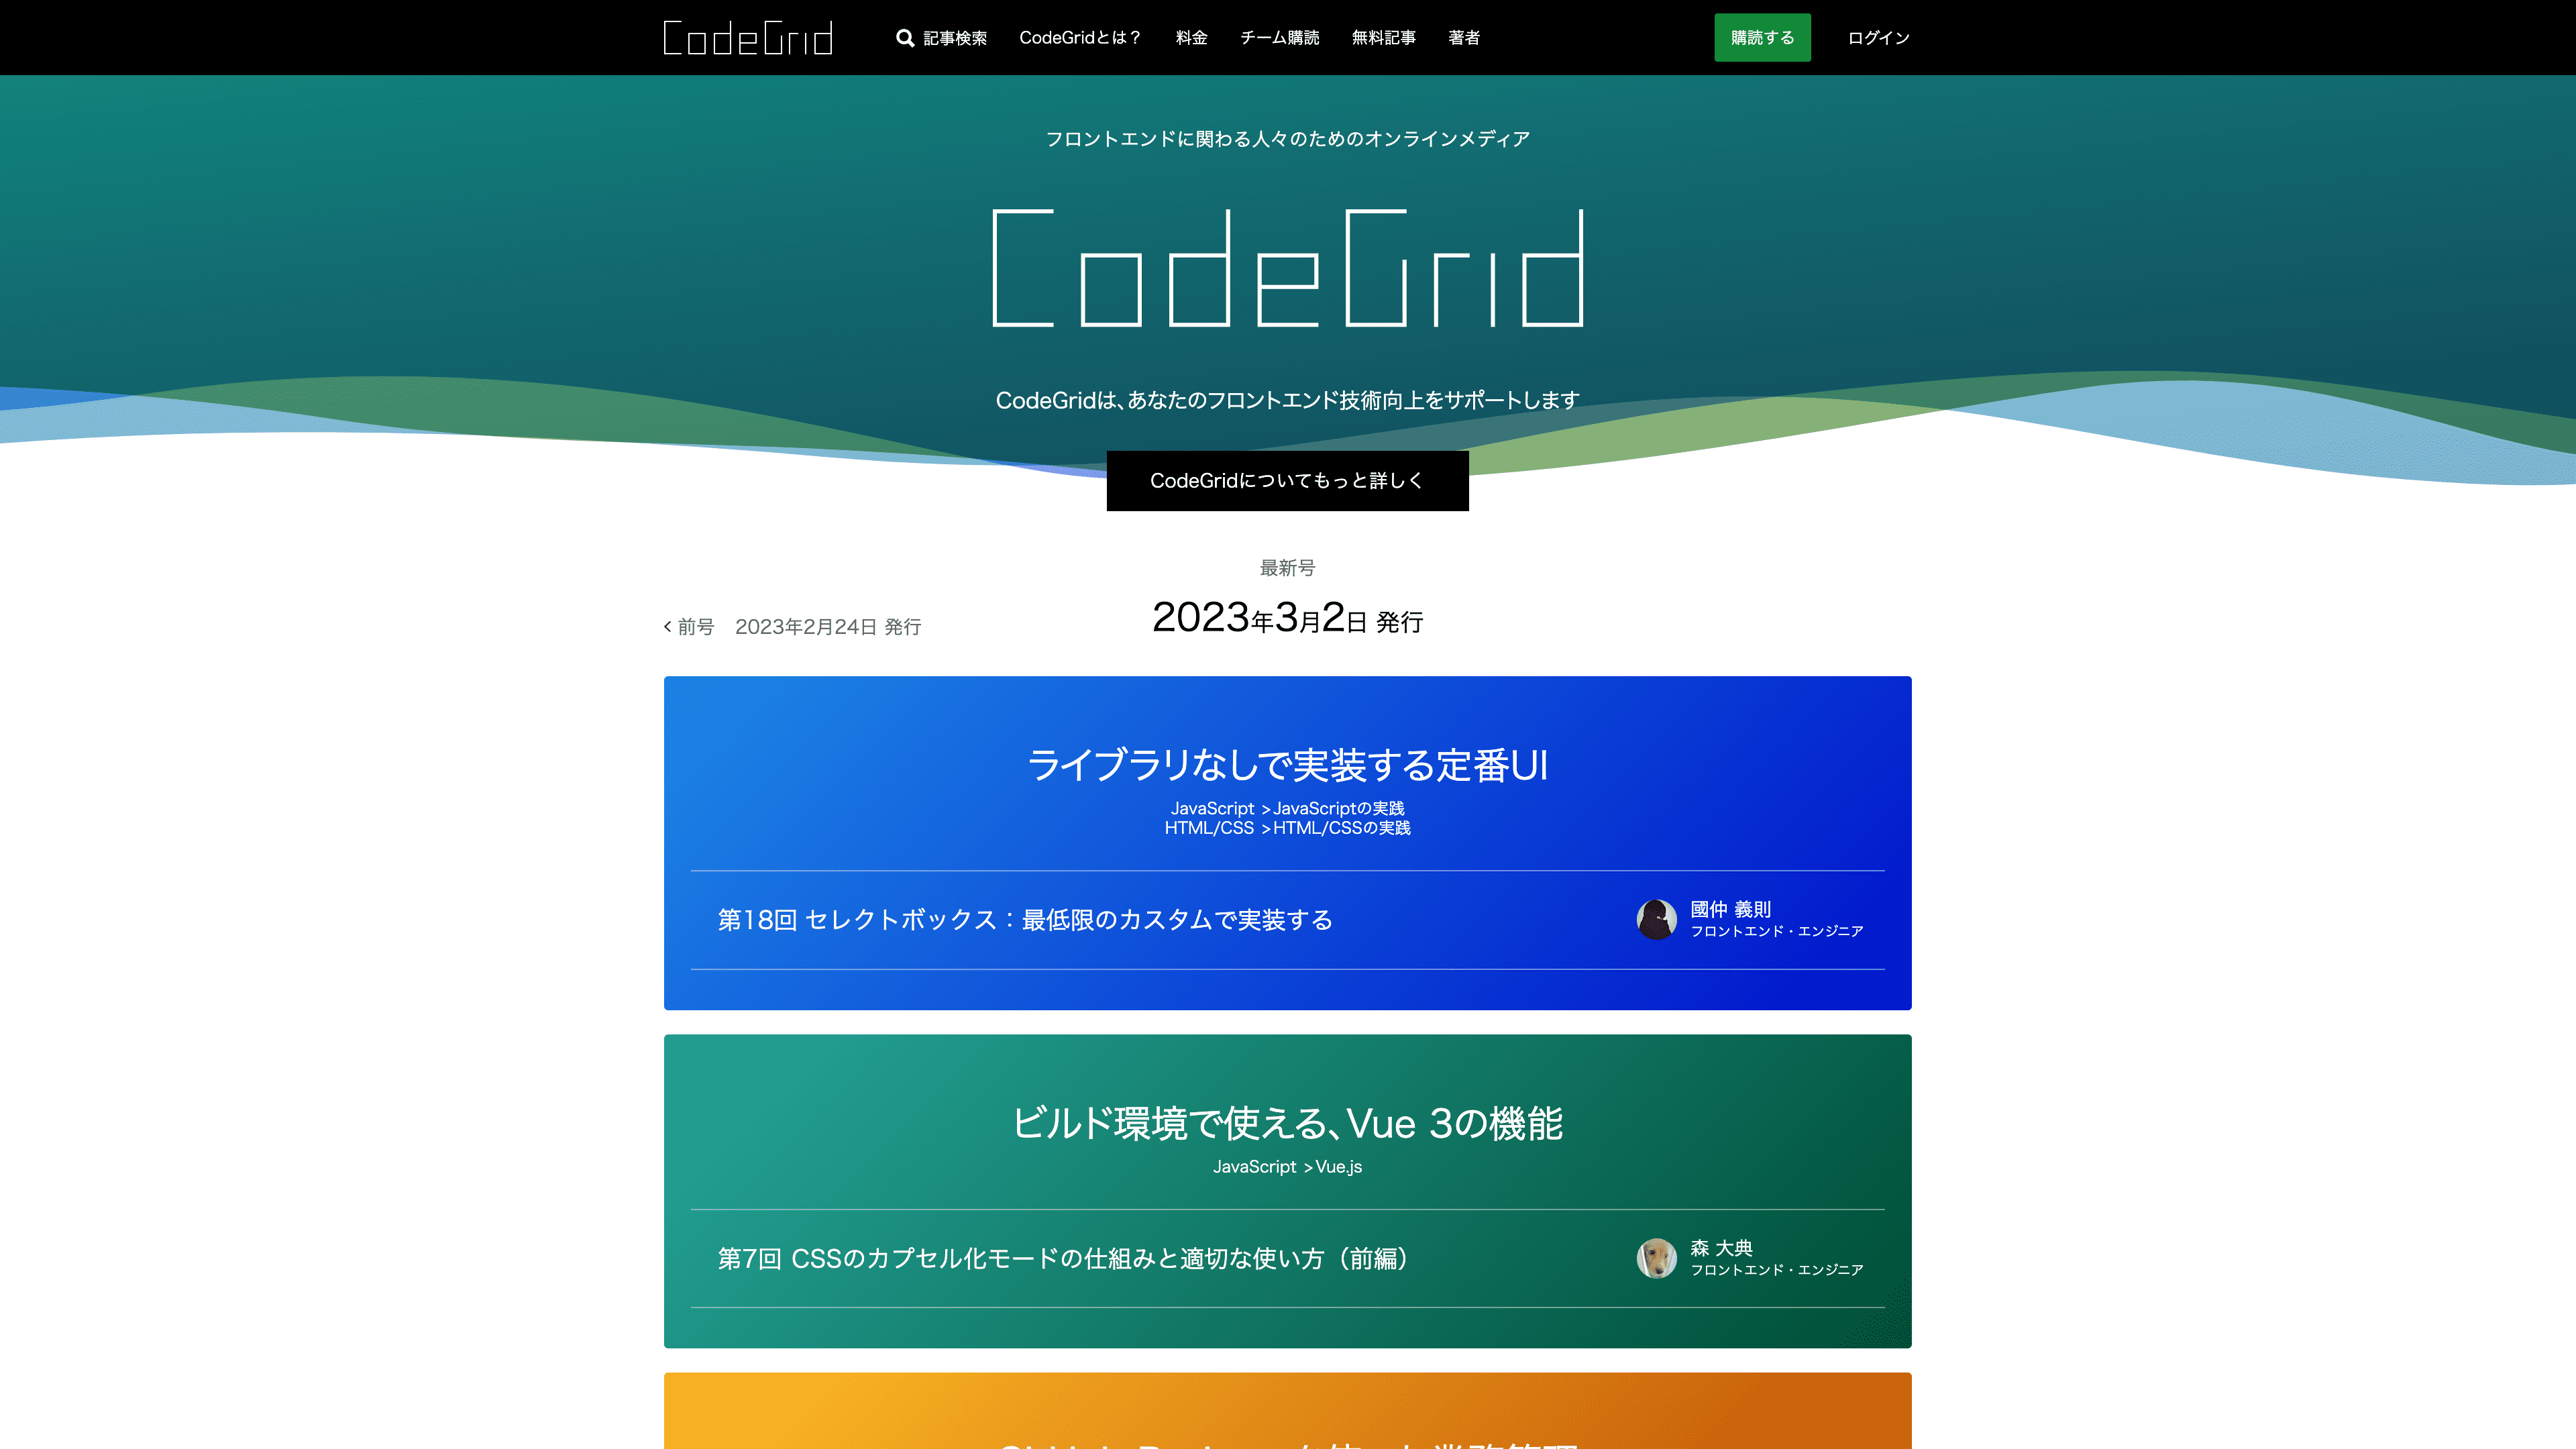 CodeGrid
記事検索
CodeGridとは？
料金
チーム購読
無料記事
著者
購読する
ログイン
フロントエンドに関わる人々のためのオンラインメディア
CodeGrid
CodeGridは、あなたのフロントエンド技術向上をサポートします
CodeGridについてもっと詳しく
最新号
前号 2023年2月24日 発行
2023年3月2日 発行
ライブラリなしで実装する定番UI
JavaScript >JavaScriptの実践
HTML/CSS >HTML/CSSの実践
第18回 セレクトボックス：最低限のカスタムで実装する
國仲 義則
フロントエンド・エンジニア
ビルド環境で使える、Vue 3の機能
JavaScript >Vue.js
第7回 CSSのカプセル化モードの仕組みと適切な使い方（前編）
森 大典
フロントエンド・エンジニア